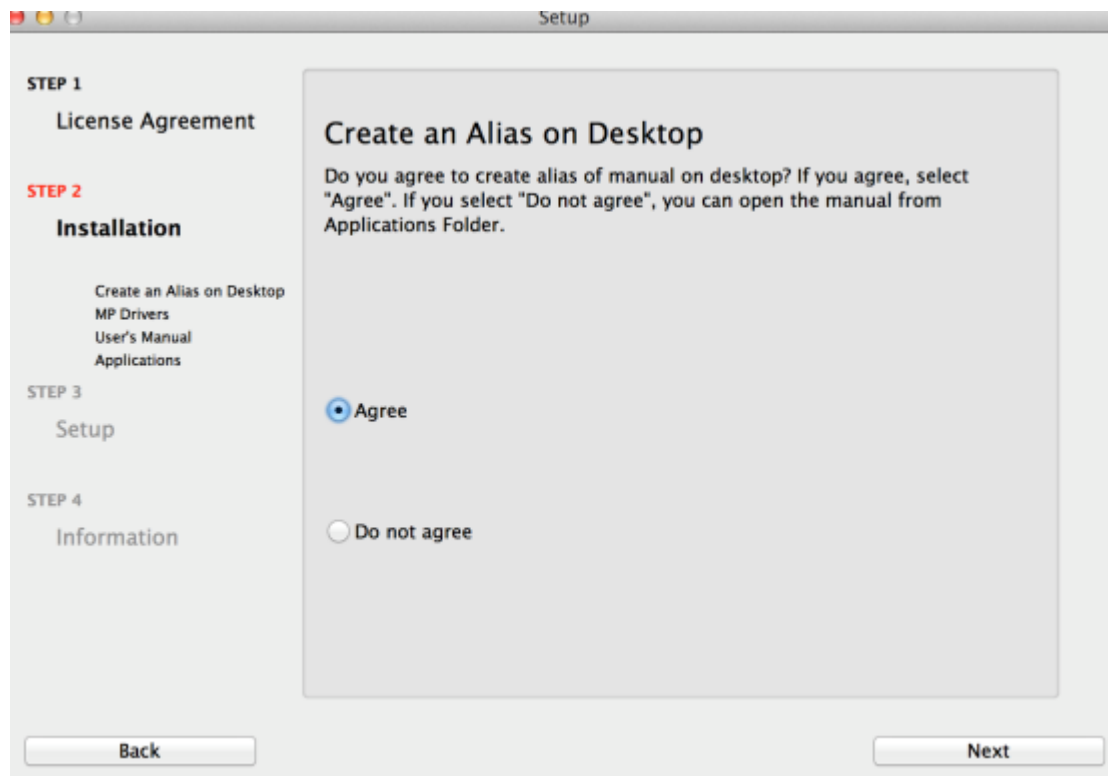 Setup
STEP 1
License Agreement
STEP 2
Installation
Create an Alias on Desktop
MP Drivers
User's Manual
Applications
STEP 3
Setup
STEP 4
Information
Create an Alias on Desktop
Do you agree to create alias of manual on desktop? If you agree, select
"Agree". If you select "Do not agree", you can open the manual from
Applications Folder.
Agree
Do not agree
Back
Next